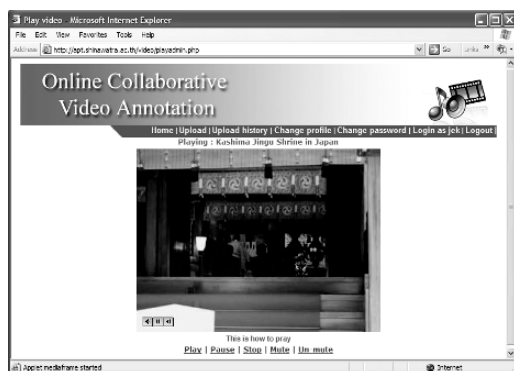 Play video - Microsoft Internet Explorer
File Edit View Favorites Tools Help
Address http://apt.shinawatra.ac.th/video/playadmin.php Go Links »
Online Collaborative
Video Annotation
Home | Upload | Upload history | Change profile | Change password | Login as jek | Logout |
Playing : Kashima Jingu Shrine in Japan
This is how to pray
Play | Pause | Stop | Mute | Un mute
Applet mediaframe started Internet